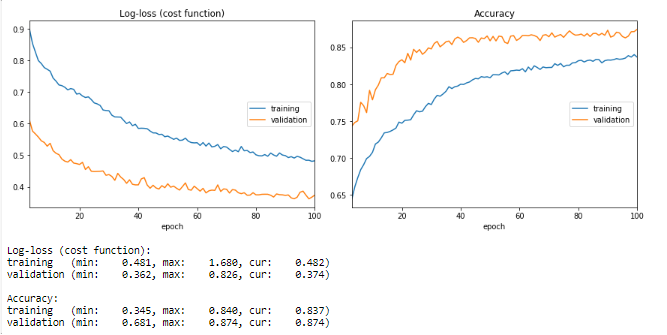 Log-loss (cost function)
0.9
0.8
0.7
0.6
0.5
0.4
training
validation
20
40
60
80
100
epoch
Accuracy
0.85
0.80
0.75
0.70
0.65
training
validation
20
40
60
80
100
epoch
Log-loss (cost function):
training (min: 0.481, max: 1.680, cur: 0.482)
validation (min: 0.362, max: 0.826, cur: 0.374)
Accuracy:
training (min: 0.345, max: 0.840, cur: 0.837)
validation (min: 0.681, max: 0.874, cur: 0.874)